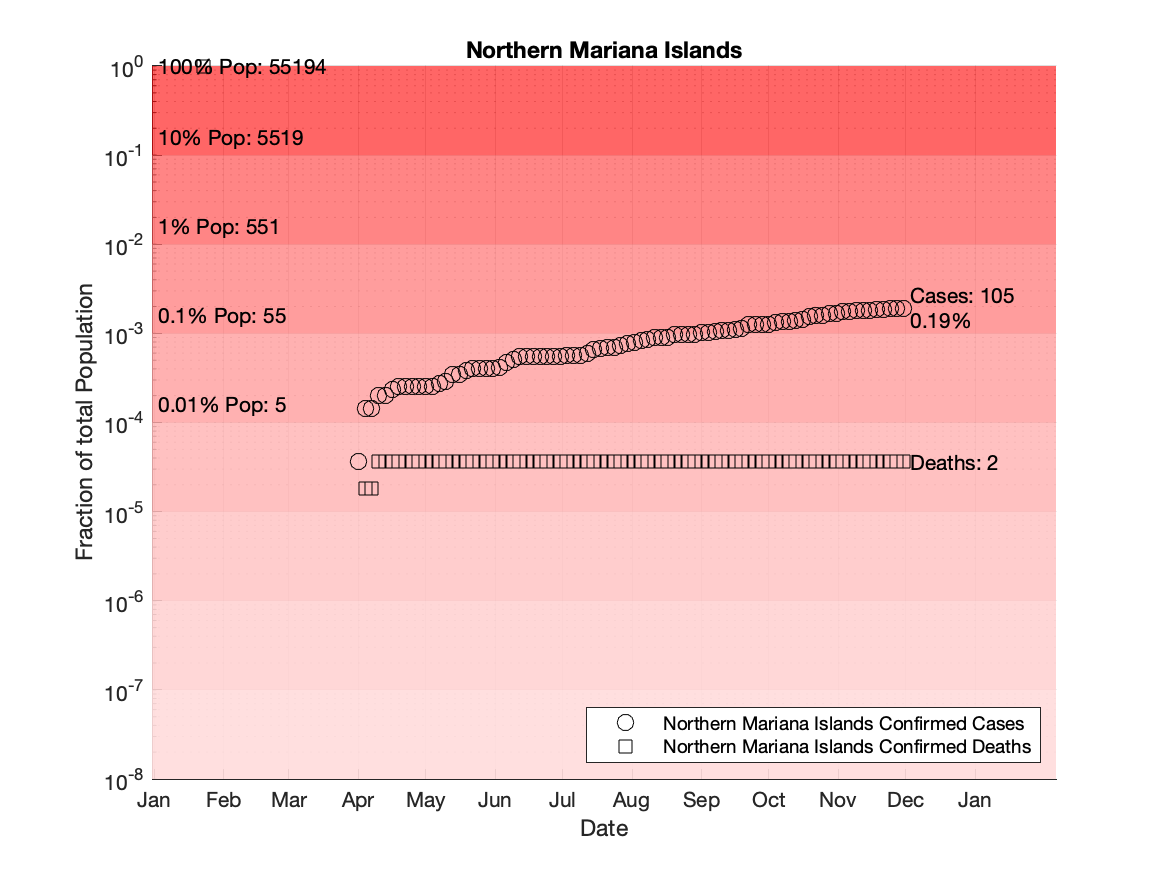 Northern Mariana Islands
10^0
100% Pop: 55194
10% Pop: 5519
10^-1
1% Pop: 551
10^-2
0.1% Pop: 55
10^-3
0.01% Pop: 5
10^-4
10^-5
10^-6
10^-7
10^-8
Fraction of total Population
Cases: 105
0.19%
Deaths: 2
Northern Mariana Islands Confirmed Cases
Northern Mariana Islands Confirmed Deaths
Jan Feb Mar Apr May Jun Jul Aug Sep Oct Nov Dec Jan
Date